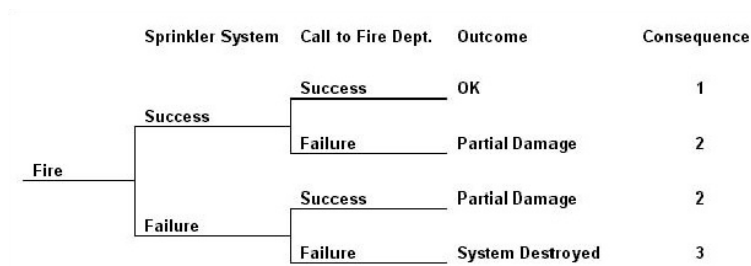 Sprinkler System Call to Fire Dept. Outcome Consequence
Success OK 1
Success
Failure Partial Damage 2
Fire
Success Partial Damage 2
Failure
Failure System Destroyed 3